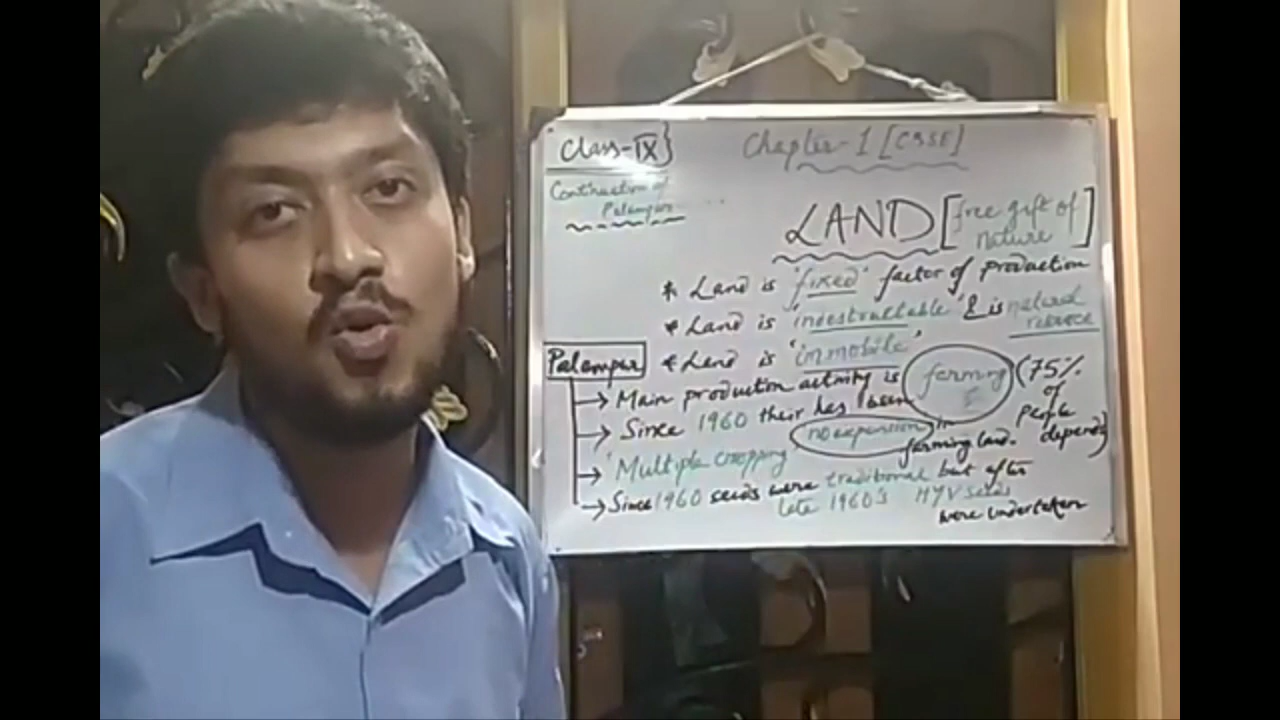 Class-IX}
Chapter-1 [CBSE]
Continuation of
Palampur
LAND [free gift of
nature]
* Land is 'fixed' factor of production
* Land is 'indestructable' & is natural
* Land is 'immobile'
Palampur
→ Main production activity is farming (75%
of
people
depends)
→ Since 1960 their has been no expansion in
farming land.
→ 'Multiple cropping
→ Since 1960 seeds were traditional but after
late 1960's HYV seeds
were undertaken